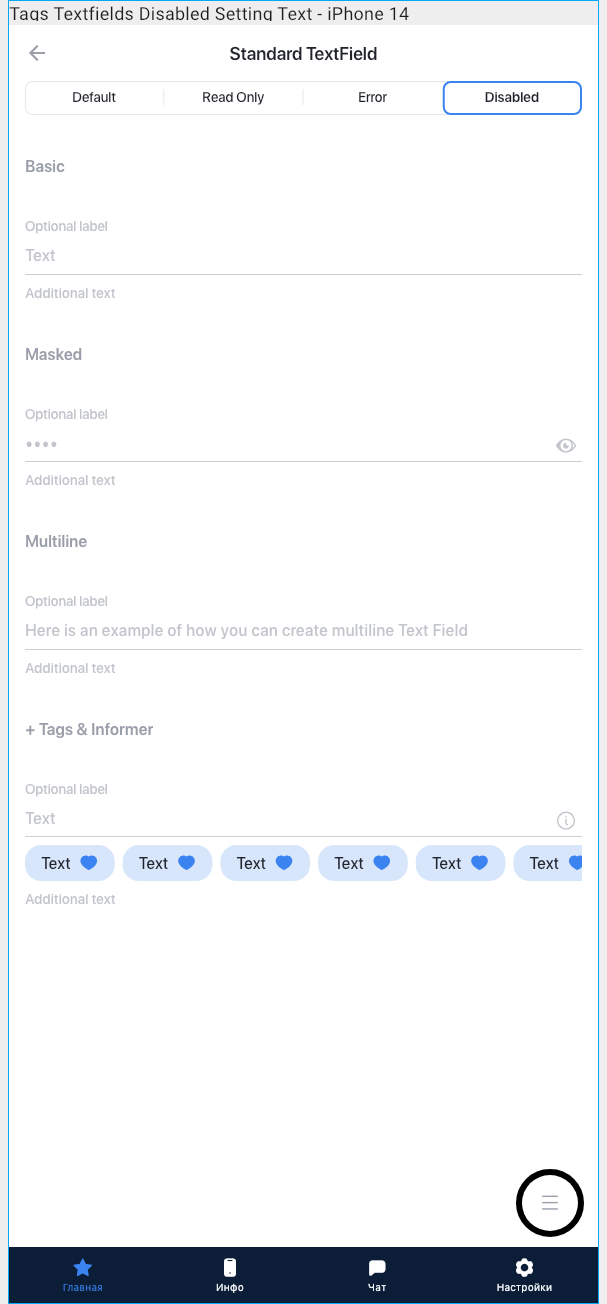 Tags Textfields Disabled Setting Text - iPhone 14
Standard TextField
Default Read Only Error Disabled
Basic
Optional label
Text
Additional text
Masked
Optional label
••••
Additional text
Multiline
Optional label
Here is an example of how you can create multiline Text Field
Additional text
+ Tags & Informer
Optional label
Text
Text Text Text Text Text Text
Additional text
Главная Инфо Чат Настройки